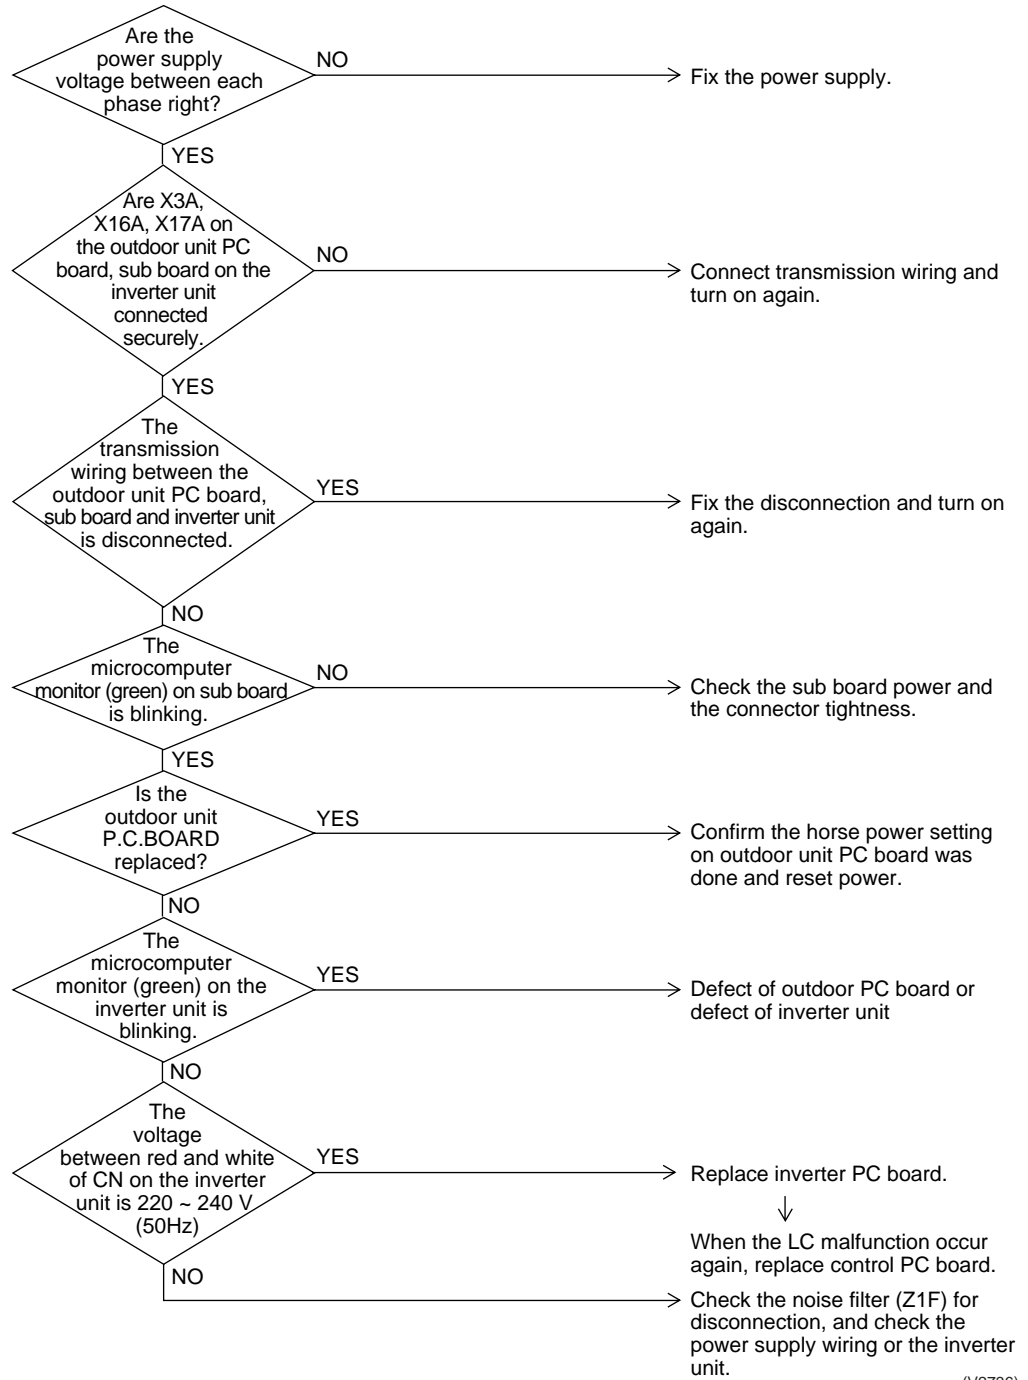 Are the
power supply
voltage between each
phase right?
NO
Fix the power supply.
YES
Are X3A,
X16A, X17A on
the outdoor unit PC
board, sub board on the
inverter unit
connected
securely.
NO
Connect transmission wiring and
turn on again.
YES
The
transmission
wiring between the
outdoor unit PC board,
sub board and inverter unit
is disconnected.
YES
Fix the disconnection and turn on
again.
NO
The
microcomputer
monitor (green) on sub board
is blinking.
NO
Check the sub board power and
the connector tightness.
YES
Is the
outdoor unit
P.C.BOARD
replaced?
YES
Confirm the horse power setting
on outdoor unit PC board was
done and reset power.
NO
The
microcomputer
monitor (green) on the
inverter unit is
blinking.
YES
Defect of outdoor PC board or
defect of inverter unit
NO
The
voltage
between red and white
of CN on the inverter
unit is 220 ~ 240 V
(50Hz)
YES
Replace inverter PC board.
When the LC malfunction occur
again, replace control PC board.
NO
Check the noise filter (Z1F) for
disconnection, and check the
power supply wiring or the inverter
unit.